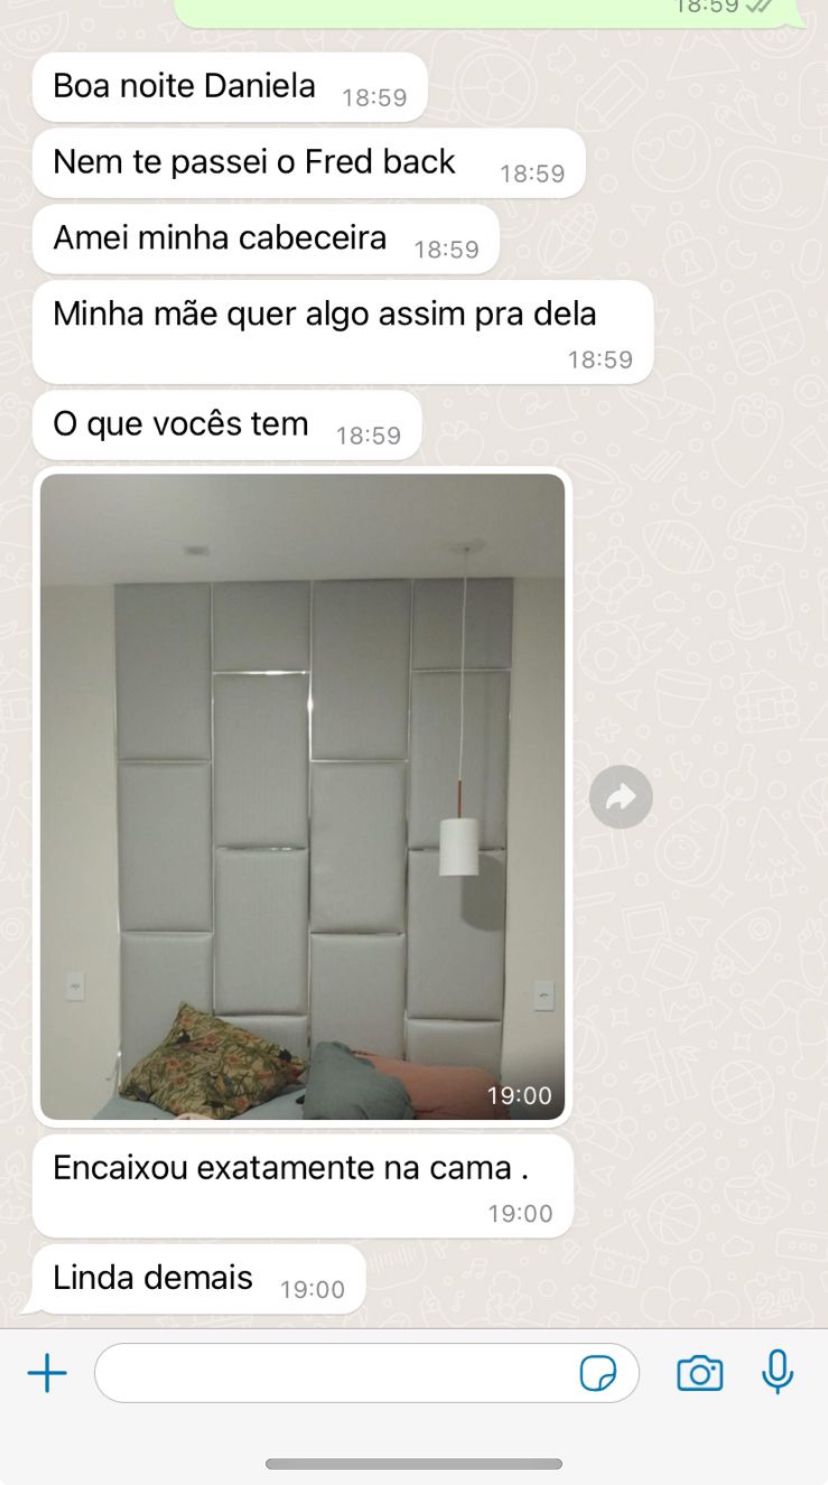 18:59
Boa noite Daniela 18:59
Nem te passei o Fred back 18:59
Amei minha cabeceira 18:59
Minha mãe quer algo assim pra dela
18:59
O que vocês tem 18:59
19:00
Encaixou exatamente na cama .
19:00
Linda demais 19:00